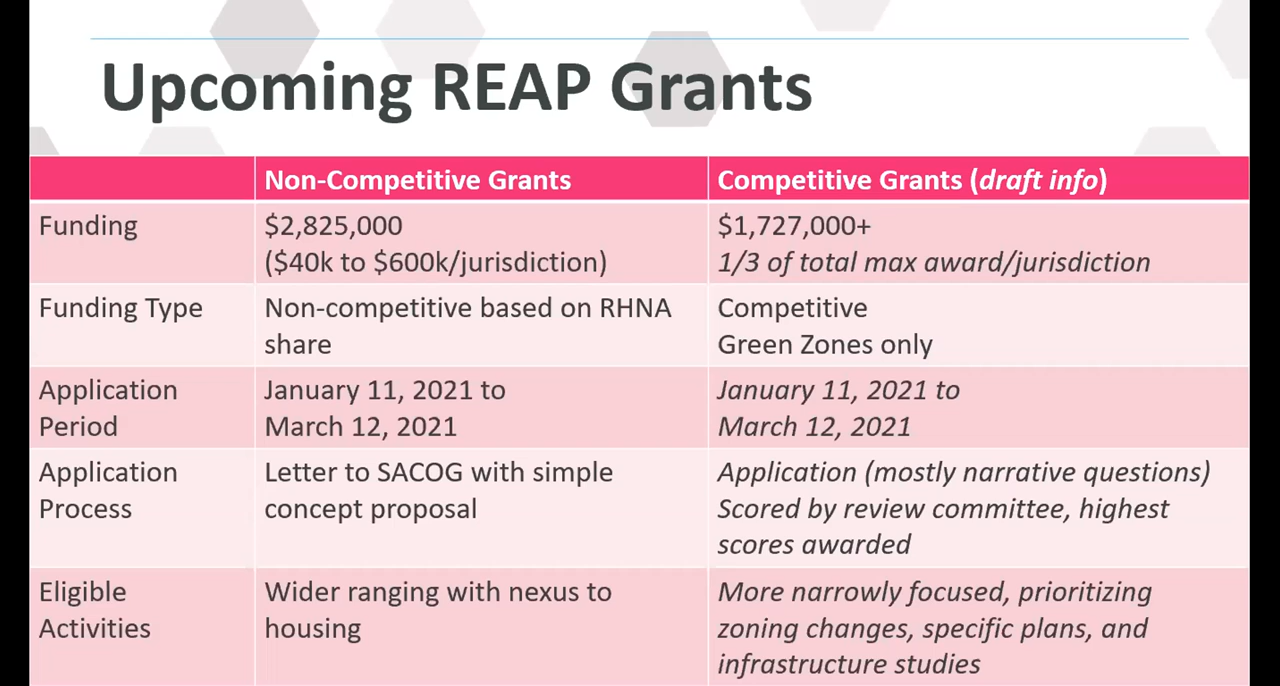 Upcoming REAP Grants
Non-Competitive Grants
Competitive Grants (draft info)
Funding
$2,825,000
($40k to $600k/jurisdiction)
$1,727,000+
1/3 of total max award/jurisdiction
Funding Type
Non-competitive based on RHNA
share
Competitive
Green Zones only
Application
Period
January 11, 2021 to
March 12, 2021
January 11, 2021 to
March 12, 2021
Application
Process
Letter to SACOG with simple
concept proposal
Application (mostly narrative questions)
Scored by review committee, highest
scores awarded
Eligible
Activities
Wider ranging with nexus to
housing
More narrowly focused, prioritizing
zoning changes, specific plans, and
infrastructure studies